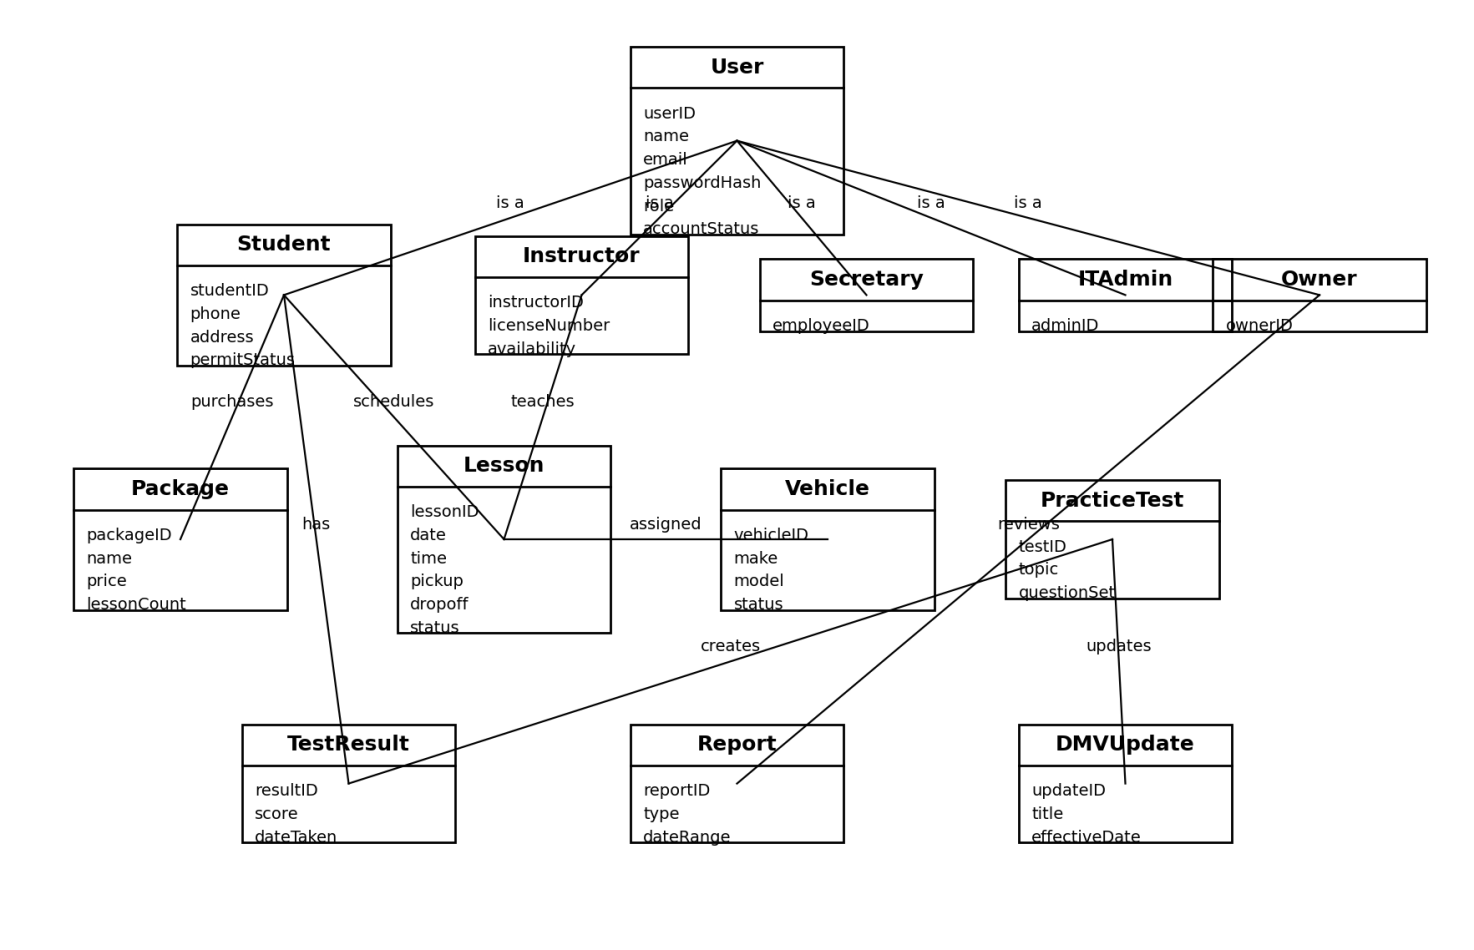 User
userID
name
email
passwordHash
role
accountStatus
is a
is a
is a
is a
is a
Student
studentID
phone
address
permitStatus
Instructor
instructorID
licenseNumber
availability
Secretary
employeeID
ITAdmin
adminID
Owner
ownerID
purchases
schedules
teaches
Package
packageID
name
price
lessonCount
has
Lesson
lessonID
date
time
pickup
dropoff
status
assigned
Vehicle
vehicleID
make
model
status
reviews
PracticeTest
testID
topic
questionSet
creates
updates
TestResult
resultID
score
dateTaken
Report
reportID
type
dateRange
DMVUpdate
updateID
title
effectiveDate